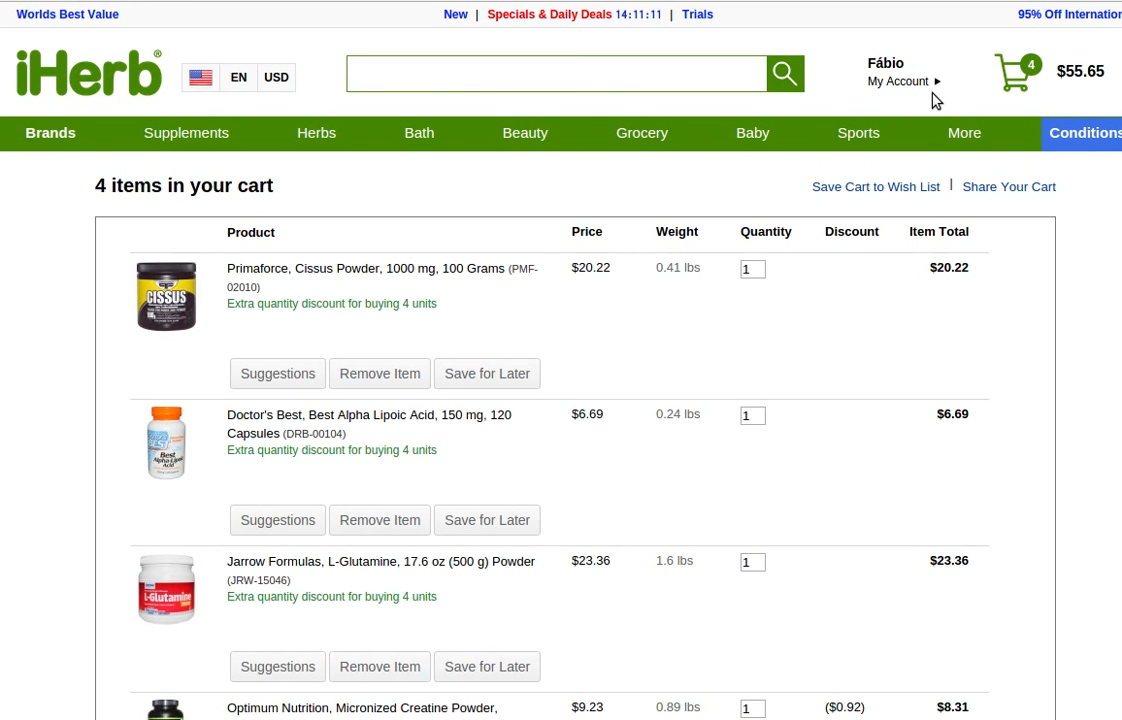 Worlds Best Value
New | Specials & Daily Deals 14:11:11 | Trials
95% Off Internation
iHerb®
EN USD
Fábio
My Account ▸
4
$55.65
Brands Supplements Herbs Bath Beauty Grocery Baby Sports More Conditions
4 items in your cart
Save Cart to Wish List | Share Your Cart
Product Price Weight Quantity Discount Item Total
CISSUS
Primaforce, Cissus Powder, 1000 mg, 100 Grams (PMF-
02010)
Extra quantity discount for buying 4 units
$20.22 0.41 lbs 1 $20.22
Suggestions Remove Item Save for Later
BEST
Best
Alpha Lipoic
Acid
Doctor's Best, Best Alpha Lipoic Acid, 150 mg, 120
Capsules (DRB-00104)
Extra quantity discount for buying 4 units
$6.69 0.24 lbs 1 $6.69
Suggestions Remove Item Save for Later
L-Glutamine
Jarrow Formulas, L-Glutamine, 17.6 oz (500 g) Powder
(JRW-15046)
Extra quantity discount for buying 4 units
$23.36 1.6 lbs 1 $23.36
Suggestions Remove Item Save for Later
Optimum Nutrition, Micronized Creatine Powder,
$9.23 0.89 lbs 1 ($0.92) $8.31